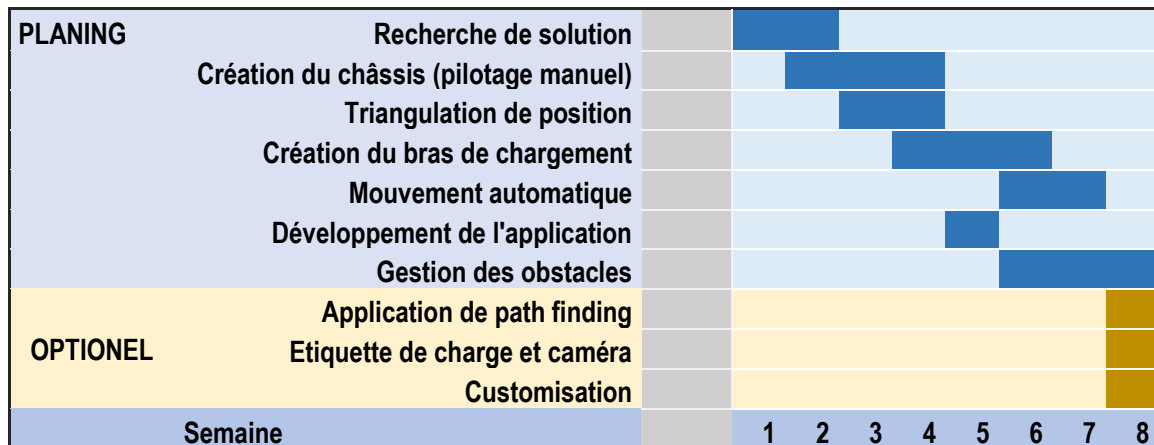 PLANING Recherche de solution
Création du châssis (pilotage manuel)
Triangulation de position
Création du bras de chargement
Mouvement automatique
Développement de l'application
Gestion des obstacles
Application de path finding
OPTIONEL Etiquette de charge et caméra
Customisation
Semaine 1 2 3 4 5 6 7 8